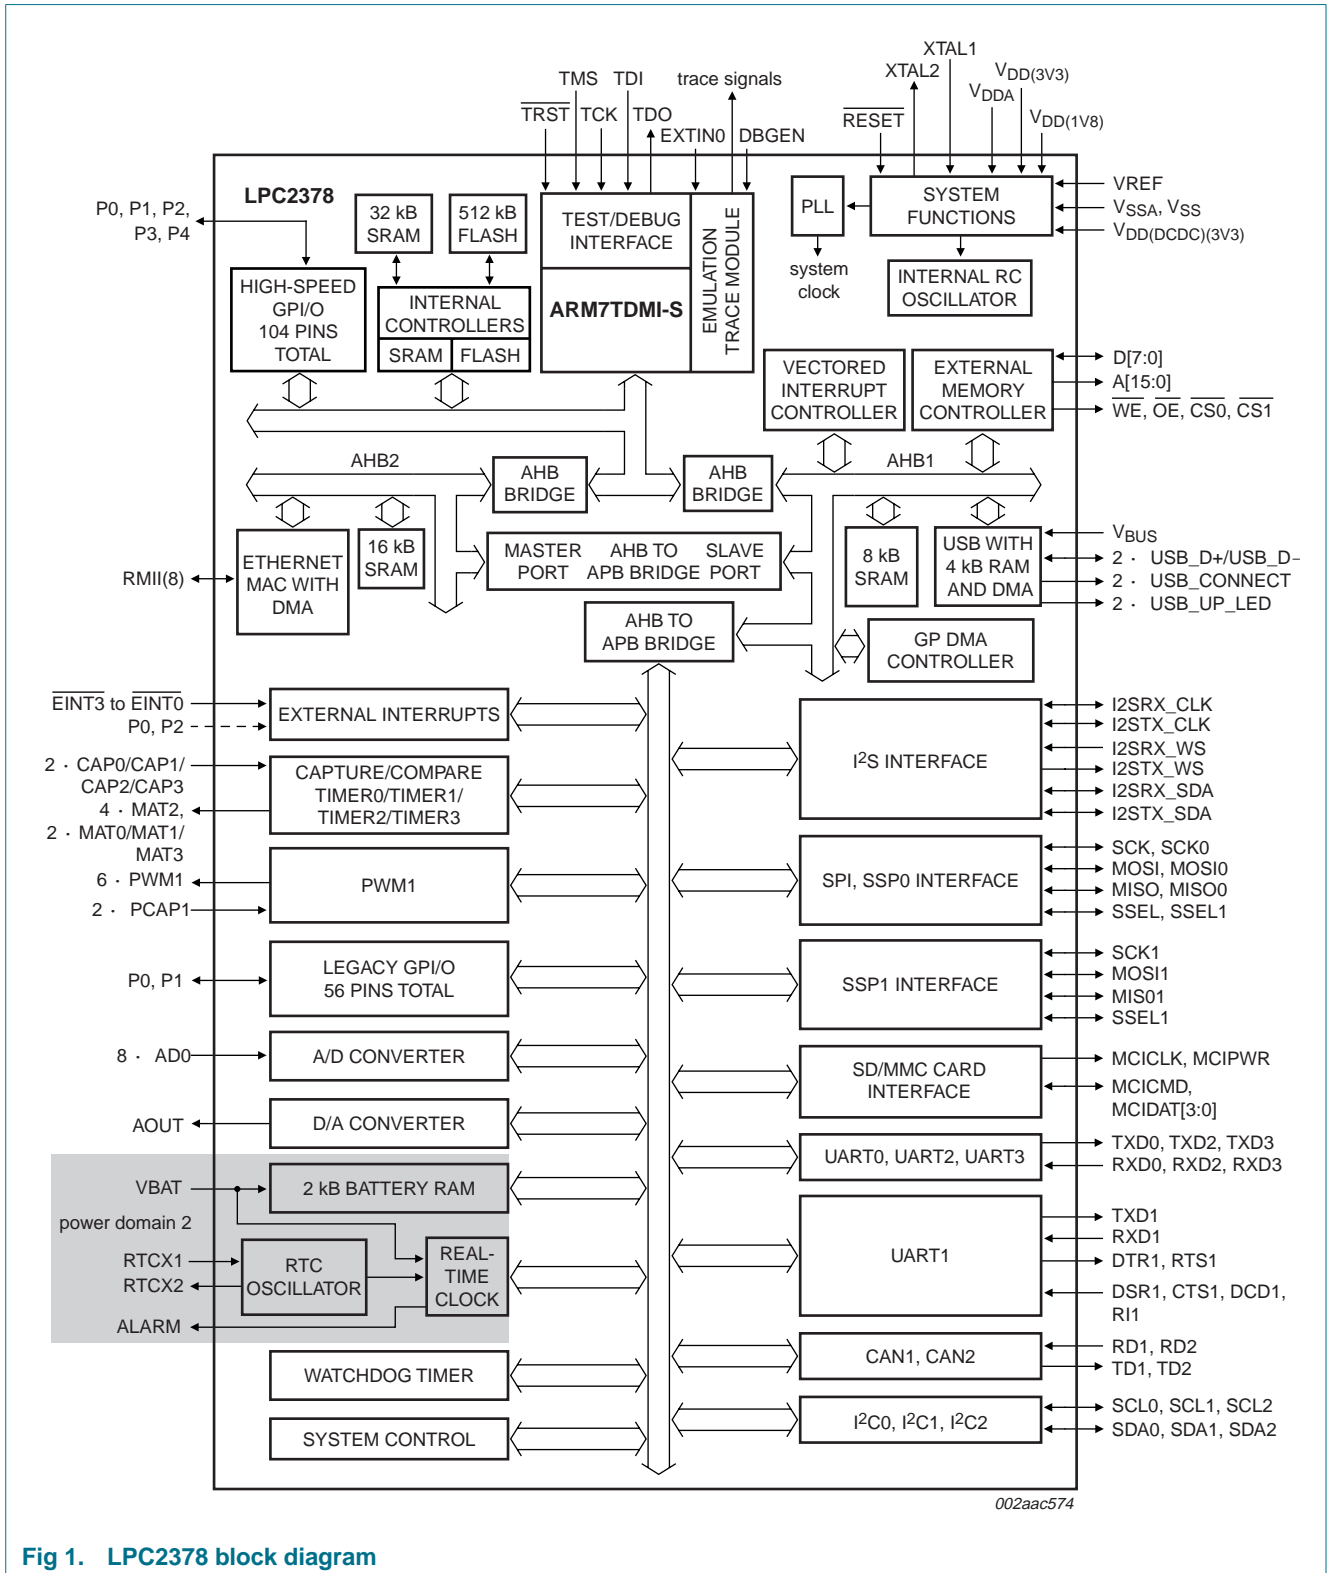 XTAL1
XTAL2
VDD(3V3)
VDDA
VDD(1V8)
RESET
TMS TDI trace signals
TRST TCK TDO
EXTIN0 DBGEN
LPC2378
P0, P1, P2,
P3, P4
32 kB
SRAM
512 kB
FLASH
TEST/DEBUG
INTERFACE
EMULATION
TRACE MODULE
PLL
SYSTEM
FUNCTIONS
VREF
VSSA, VSS
VDD(DCDC)(3V3)
system
clock
INTERNAL RC
OSCILLATOR
HIGH-SPEED
GPI/O
104 PINS
TOTAL
INTERNAL
CONTROLLERS
SRAM FLASH
ARM7TDMI-S
VECTORED
INTERRUPT
CONTROLLER
EXTERNAL
MEMORY
CONTROLLER
D[7:0]
A[15:0]
WE, OE, CS0, CS1
AHB2
AHB
BRIDGE
AHB
BRIDGE
AHB1
ETHERNET
MAC WITH
DMA
RMII(8)
16 kB
SRAM
MASTER
PORT
AHB TO
APB BRIDGE
SLAVE
PORT
8 kB
SRAM
USB WITH
4 kB RAM
AND DMA
VBUS
2 · USB_D+/USB_D−
2 · USB_CONNECT
2 · USB_UP_LED
AHB TO
APB BRIDGE
GP DMA
CONTROLLER
EINT3 to EINT0
P0, P2
EXTERNAL INTERRUPTS
2 · CAP0/CAP1/
CAP2/CAP3
4 · MAT2,
2 · MAT0/MAT1/
MAT3
CAPTURE/COMPARE
TIMER0/TIMER1/
TIMER2/TIMER3
6 · PWM1
2 · PCAP1
PWM1
P0, P1
LEGACY GPI/O
56 PINS TOTAL
8 · AD0
A/D CONVERTER
AOUT
D/A CONVERTER
VBAT
2 kB BATTERY RAM
power domain 2
RTCX1
RTCX2
RTC
OSCILLATOR
REAL-
TIME
CLOCK
ALARM
WATCHDOG TIMER
SYSTEM CONTROL
I2S INTERFACE
I2SRX_CLK
I2STX_CLK
I2SRX_WS
I2STX_WS
I2SRX_SDA
I2STX_SDA
SPI, SSP0 INTERFACE
SCK, SCK0
MOSI, MOSI0
MISO, MISO0
SSEL, SSEL1
SSP1 INTERFACE
SCK1
MOSI1
MIS01
SSEL1
SD/MMC CARD
INTERFACE
MCICLK, MCIPWR
MCICMD,
MCIDAT[3:0]
UART0, UART2, UART3
TXD0, TXD2, TXD3
RXD0, RXD2, RXD3
UART1
TXD1
RXD1
DTR1, RTS1
DSR1, CTS1, DCD1,
RI1
CAN1, CAN2
RD1, RD2
TD1, TD2
I2C0, I2C1, I2C2
SCL0, SCL1, SCL2
SDA0, SDA1, SDA2
002aac574
Fig 1. LPC2378 block diagram